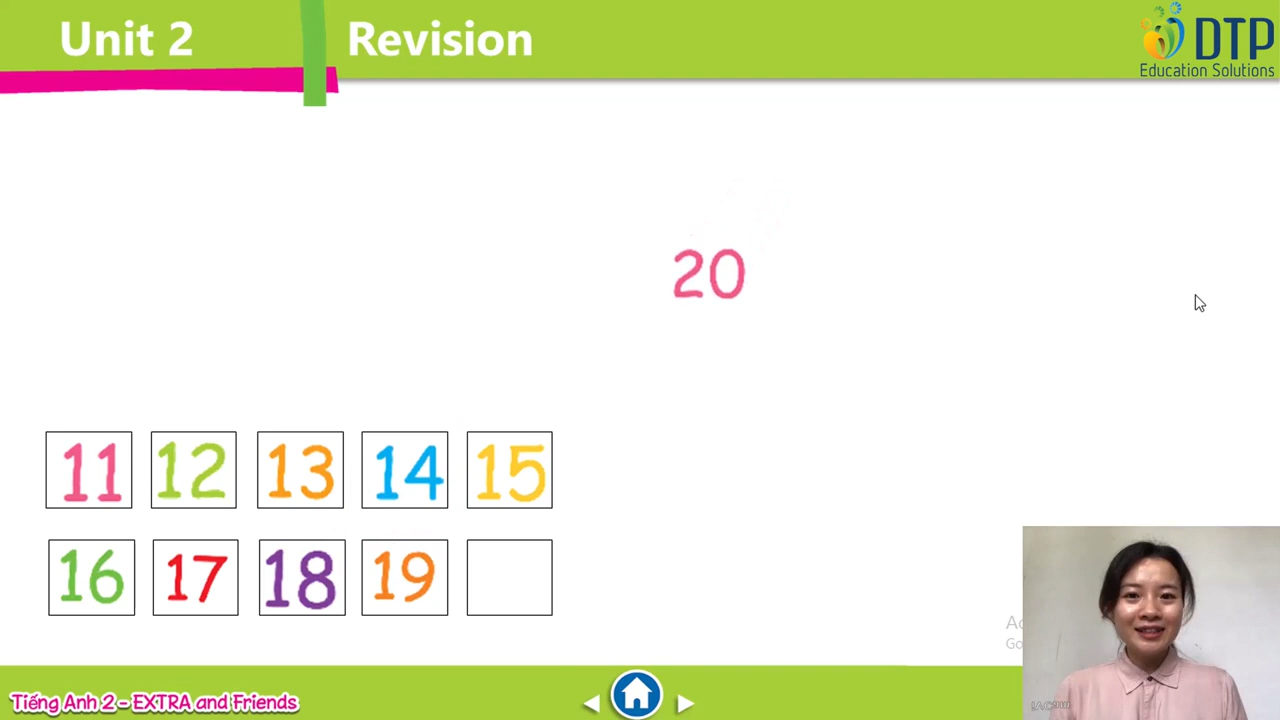 Unit 2 Revision
DTP
Education Solutions
20
11 12 13 14 15
16 17 18 19
Tiếng Anh 2 - EXTRA and Friends